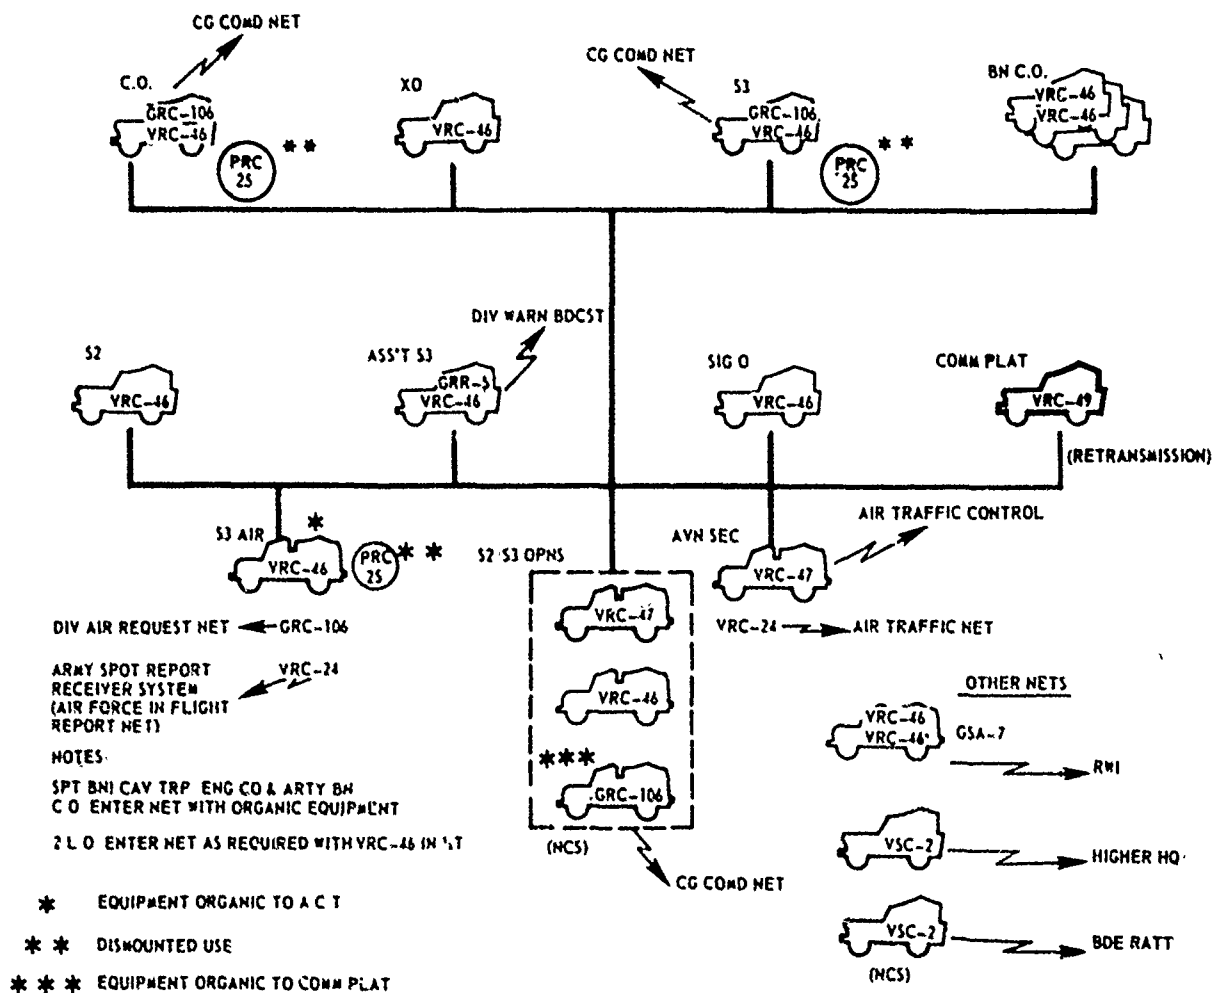 CG COMD NET
C.O.
GRC-106
VRC-46
PRC
25
* *
XO
VRC-46
CG COMD NET
S3
GRC-106
VRC-46
PRC
25
* *
BN C.O.
VRC-46
VRC-46
DIV WARN BDCST
S2
VRC-46
ASS'T S3
GRR-5
VRC-46
SIG O
VRC-46
COMM PLAT
VRC-49
(RETRANSMISSION)
S3 AIR
*
VRC-46
PRC
25
* *
S2 S3 OPNS
VRC-47
VRC-46
***
GRC-106
(NCS)
CG COMD NET
AVN SEC
VRC-47
AIR TRAFFIC CONTROL
VRC-24
AIR TRAFFIC NET
DIV AIR REQUEST NET
GRC-106
ARMY SPOT REPORT
RECEIVER SYSTEM
(AIR FORCE IN FLIGHT
REPORT NET)
VRC-24
NOTES
SPT BN CAV TRP ENG CO & ARTY BN
C O ENTER NET WITH ORGANIC EQUIPMENT
2 L O ENTER NET AS REQUIRED WITH VRC-46 IN
* EQUIPMENT ORGANIC TO A C T
* * DISMOUNTED USE
* * * EQUIPMENT ORGANIC TO COMM PLAT
OTHER NETS
VRC-46
VRC-46
GSA-7
RWI
VSC-2
HIGHER HQ
VSC-2
BDE RATT
(NCS)